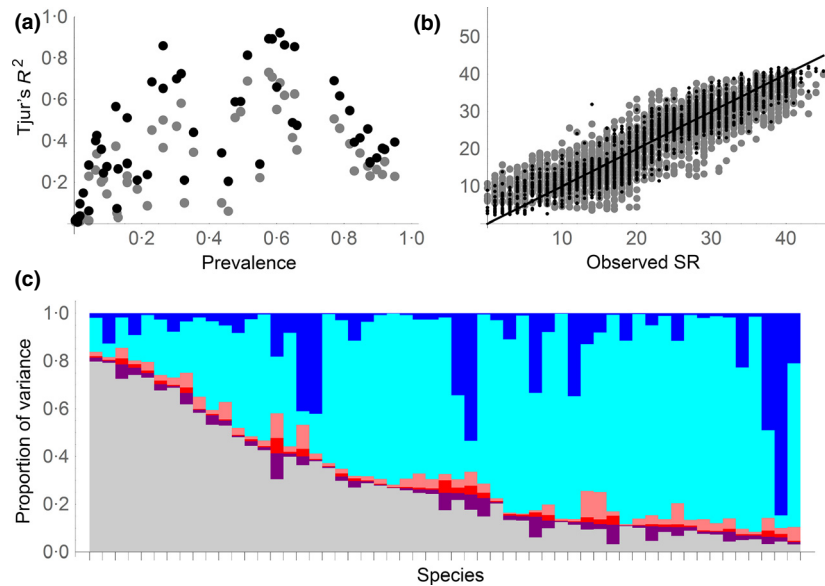 (a)
1·0
0·8
0·6
0·4
0·2
Tjur's R²
0·2 0·4 0·6 0·8 1·0
Prevalence
(b)
50
40
30
20
10
10 20 30 40
Observed SR
(c)
1·0
0·8
0·6
0·4
0·2
0·0
Proportion of variance
Species